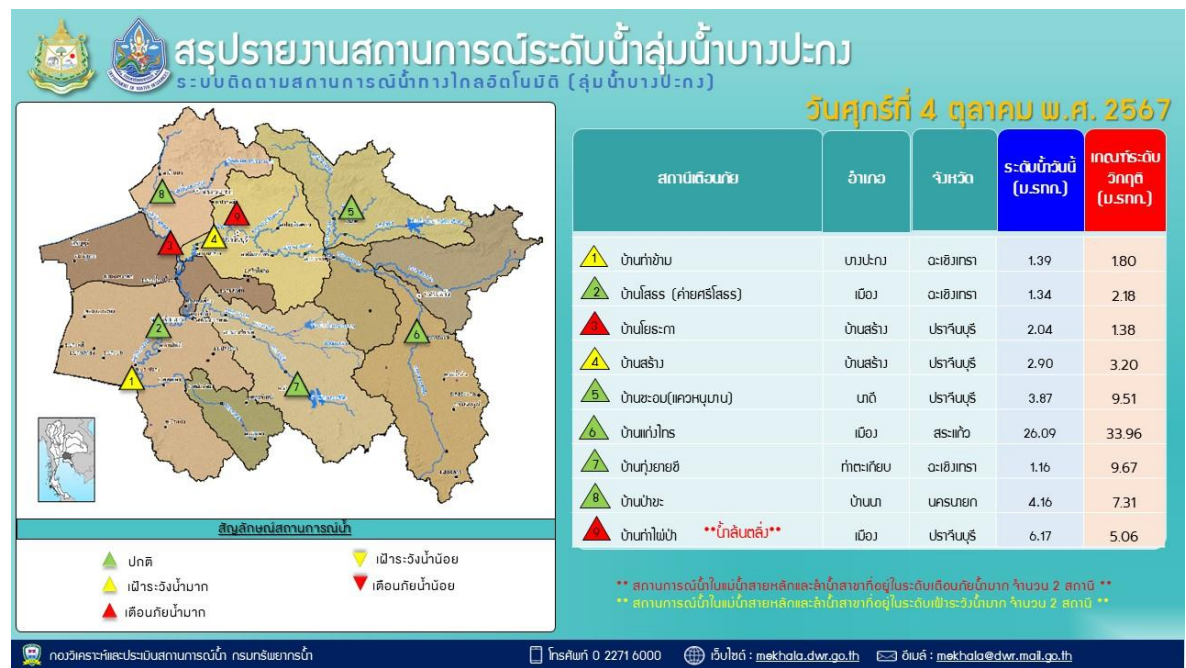 สรุปรายงานสถานการณ์ระดับน้ำลุ่มน้ำบางปะกง
ระบบติดตามสถานการณ์น้ำทางไกลอัตโนมัติ (ลุ่มน้ำบางปะกง)
วันศุกร์ที่ 4 ตุลาคม พ.ศ. 2567
8
9
5
3
4
2
6
1
7
สัญลักษณ์สถานการณ์น้ำ
ปกติ
เฝ้าระวังน้ำมาก
เตือนภัยน้ำมาก
เฝ้าระวังน้ำน้อย
เตือนภัยน้ำน้อย
สถานีเตือนภัย อำเภอ จังหวัด ระดับน้ำวันนี้ (ม.รทก.) เกณฑ์ระดับวิกฤติ (ม.รทก.)
1 บ้านท่าข้าม บางปะกง ฉะเชิงเทรา 1.39 1.80
2 บ้านโสธร (ค่ายศรีโสธร) เมือง ฉะเชิงเทรา 1.34 2.18
3 บ้านโยธะกา บ้านสร้าง ปราจีนบุรี 2.04 1.38
4 บ้านสร้าง บ้านสร้าง ปราจีนบุรี 2.90 3.20
5 บ้านชะอม(แควหนุมาน) นาดี ปราจีนบุรี 3.87 9.51
6 บ้านแก่งไทร เมือง สระแก้ว 26.09 33.96
7 บ้านทุ่งยายชี ท่าตะเกียบ ฉะเชิงเทรา 1.16 9.67
8 บ้านป่าขะ บ้านนา นครนายก 4.16 7.31
9 บ้านท่าไผ่ป่า **น้ำล้นตลิ่ง** เมือง ปราจีนบุรี 6.17 5.06
** สถานการณ์น้ำในแม่น้ำสายหลักและลำน้ำสาขาที่อยู่ในระดับเตือนภัยน้ำมาก จำนวน 2 สถานี **
** สถานการณ์น้ำในแม่น้ำสายหลักและลำน้ำสาขาที่อยู่ในระดับเฝ้าระวังน้ำมาก จำนวน 2 สถานี **
กองวิเคราะห์และประเมินสถานการณ์น้ำ กรมทรัพยากรน้ำ โทรศัพท์ 0 2271 6000 เว็บไซต์ : mekhala.dwr.go.th อีเมล์ : mekhala@dwr.mail.go.th